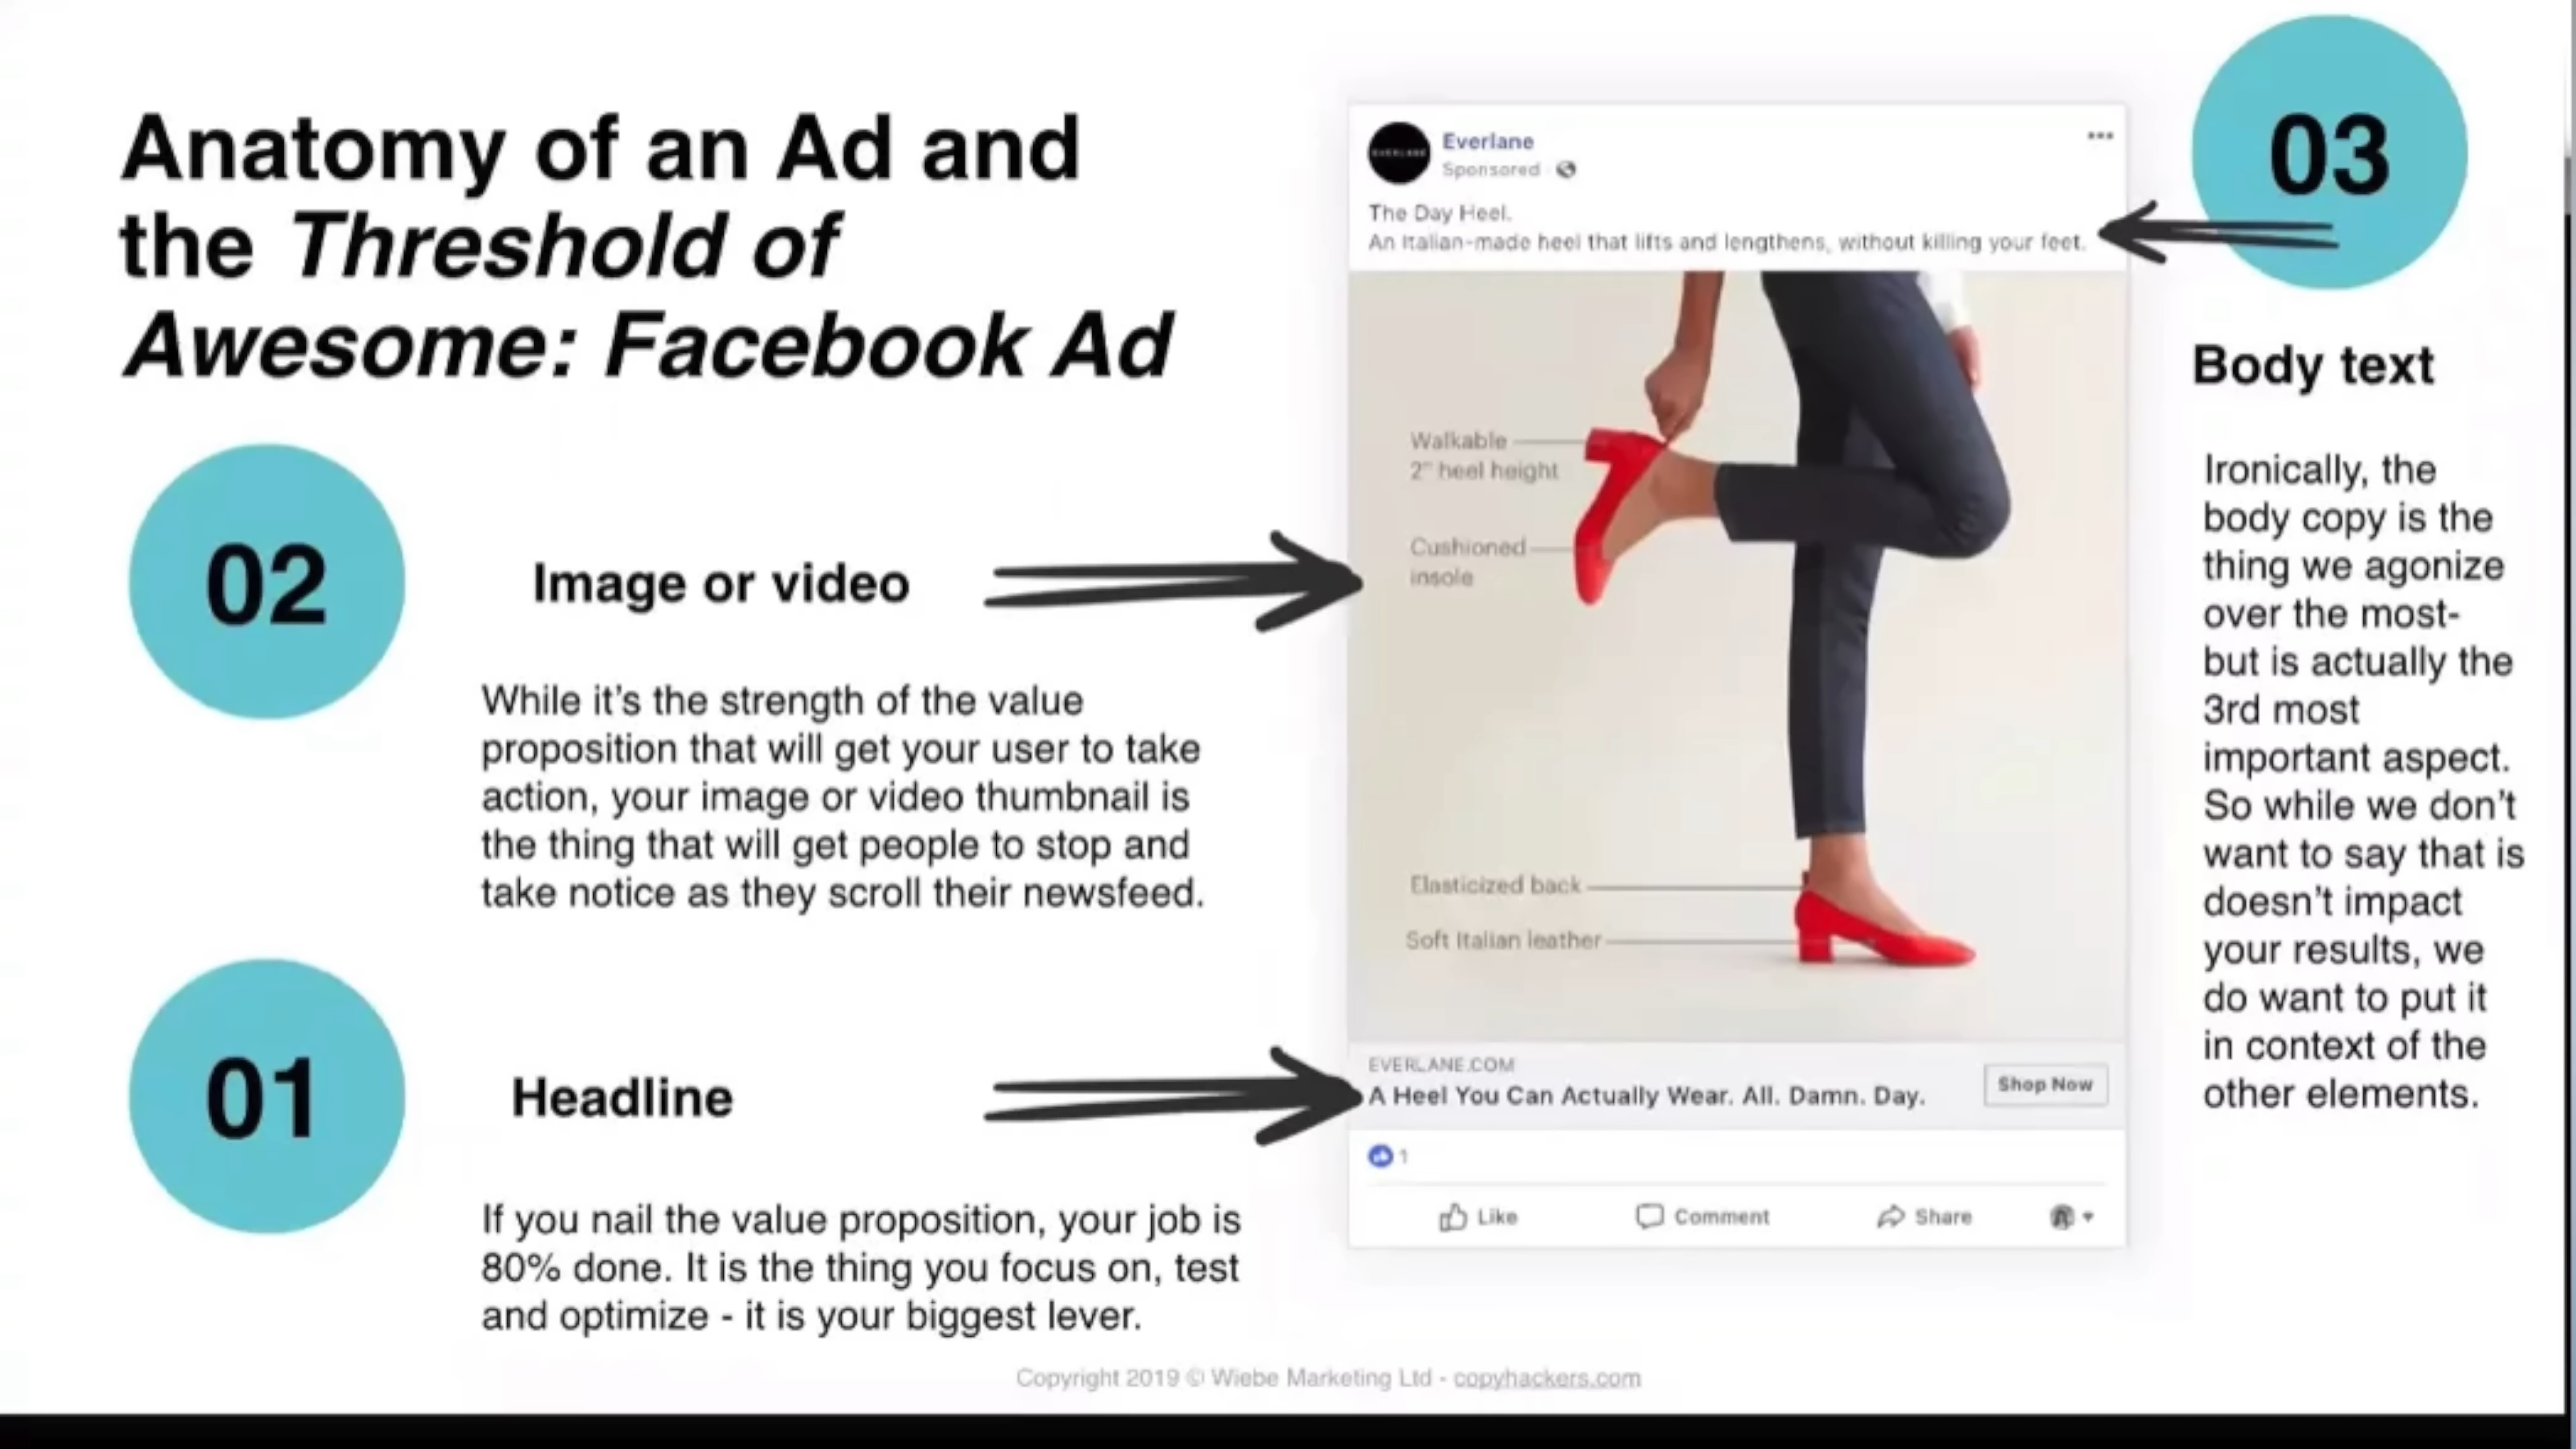 Anatomy of an Ad and
the Threshold of
Awesome: Facebook Ad
02
Image or video
While it's the strength of the value
proposition that will get your user to take
action, your image or video thumbnail is
the thing that will get people to stop and
take notice as they scroll their newsfeed.
01
Headline
If you nail the value proposition, your job is
80% done. It is the thing you focus on, test
and optimize - it is your biggest lever.
EVERLANE
Everlane
Sponsored
The Day Heel.
An Italian-made heel that lifts and lengthens, without killing your feet.
Walkable
2" heel height
Cushioned
insole
Elasticized back
Soft Italian leather
EVERLANE.COM
A Heel You Can Actually Wear. All. Damn. Day.
Shop Now
1
Like
Comment
Share
03
Body text
Ironically, the
body copy is the
thing we agonize
over the most-
but is actually the
3rd most
important aspect.
So while we don't
want to say that is
doesn't impact
your results, we
do want to put it
in context of the
other elements.
Copyright 2019 © Wiebe Marketing Ltd - copyhackers.com